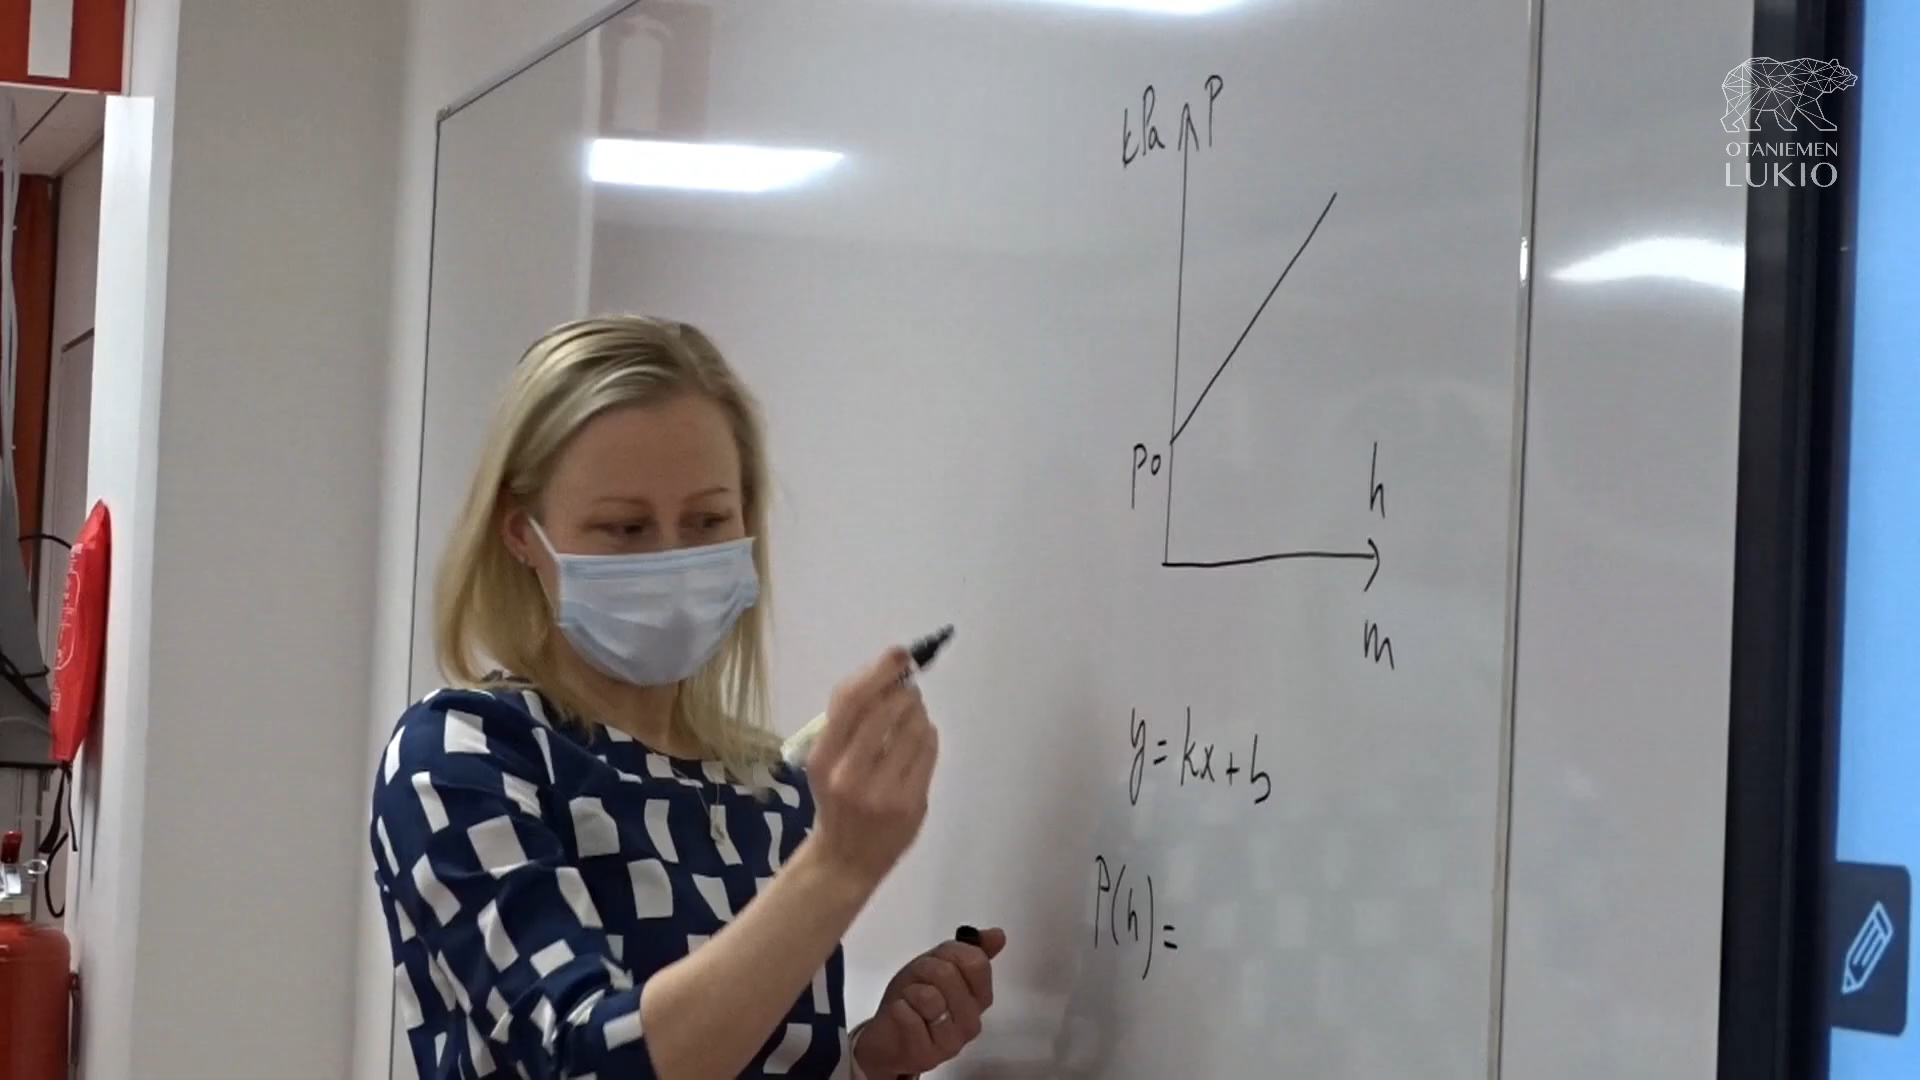 kPa P
OTANIEMEN
LUKIO
p0
h
m
y = kx + b
P(h) =